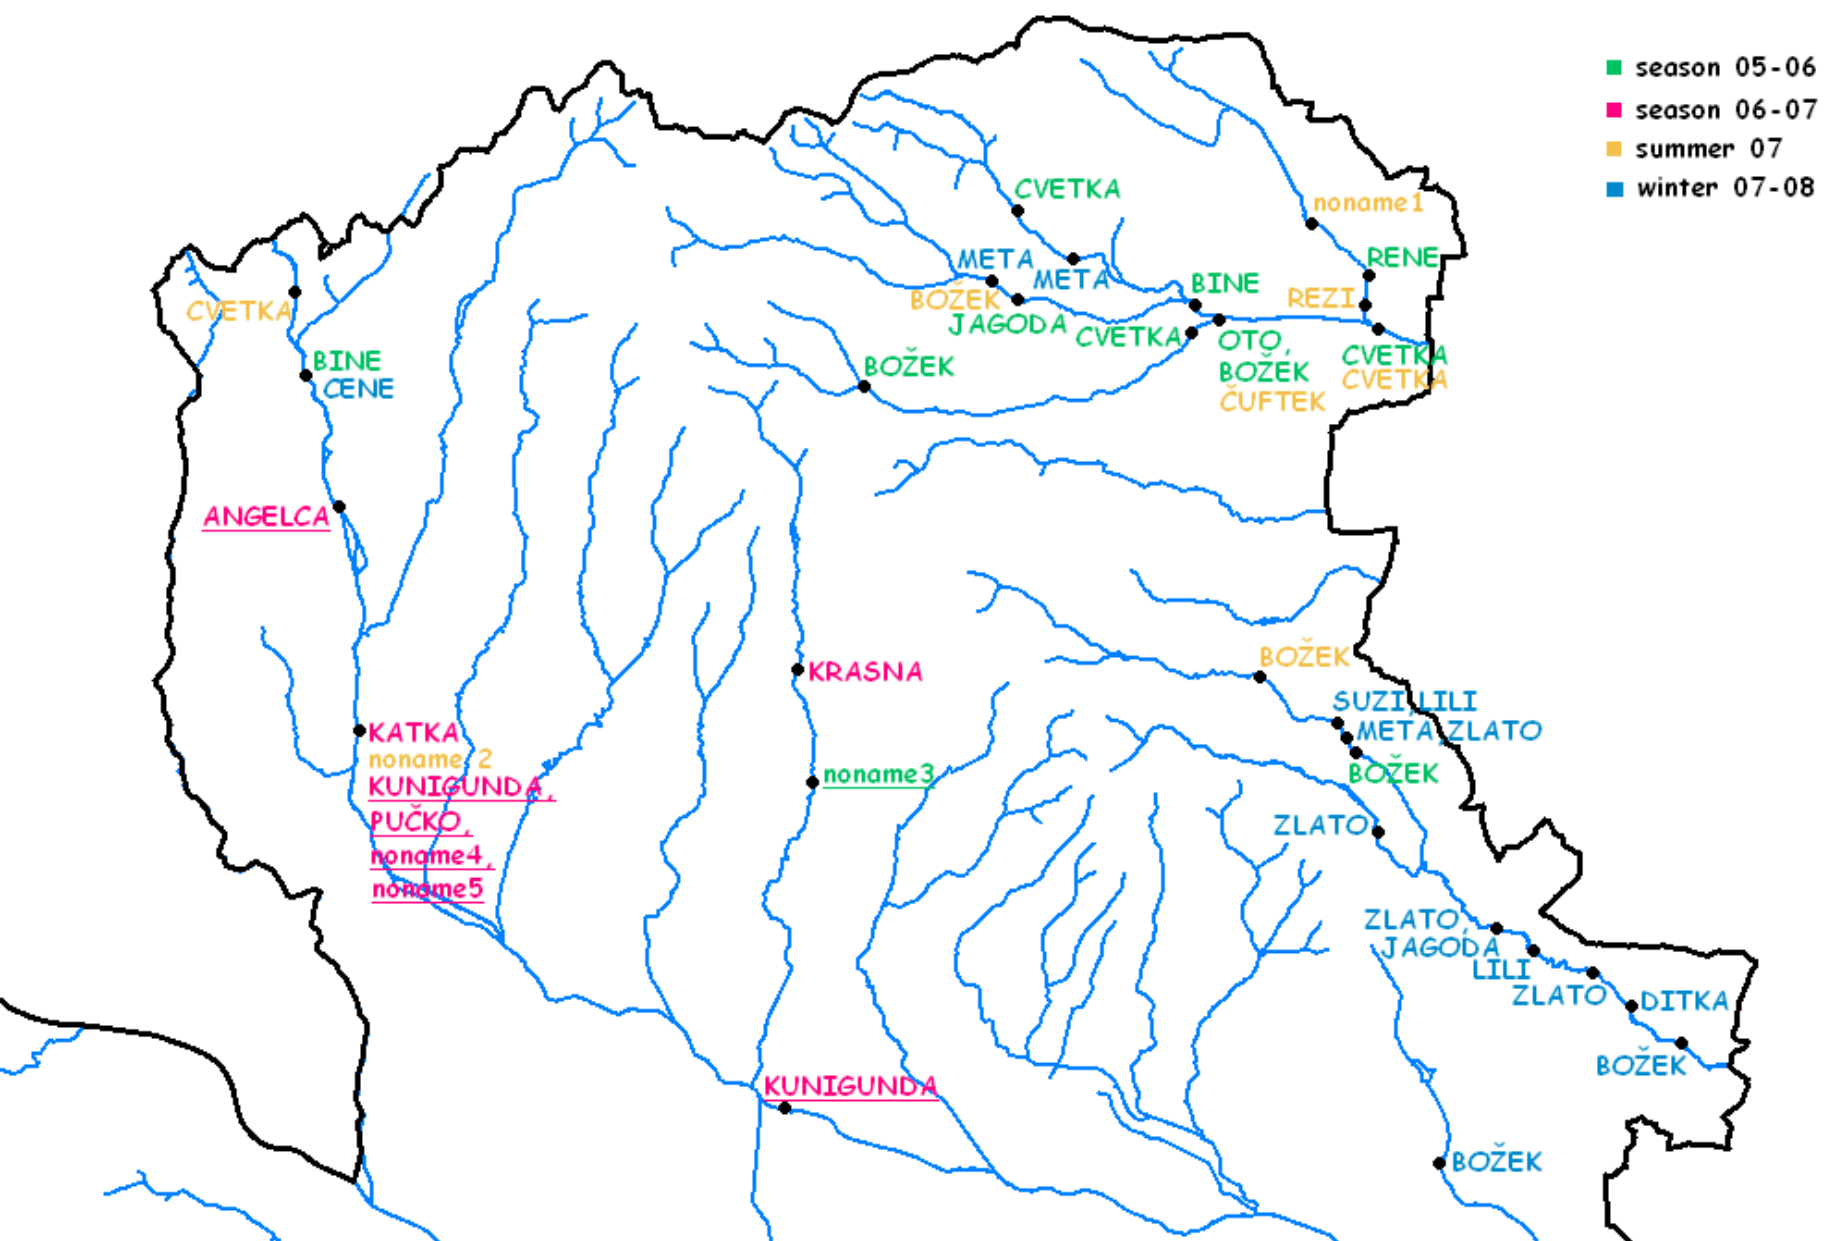 season 05-06
season 06-07
summer 07
winter 07-08
CVETKA
noname1
META
META
RENE
BINE
REZI
BOŽEK
CVETKA
JAGODA
CVETKA
OTO,
BOŽEK
ČUFTEK
CVETKA
CVETKA
BINE
CENE
BOŽEK
ANGELCA
BOŽEK
KRASNA
SUZI,LILI
META,ZLATO
BOŽEK
KATKA
noname 2
KUNIGUNDA,
PUČKO,
noname4,
noname5
noname3
ZLATO
ZLATO,
JAGODA
LILI
ZLATO
DITKA
BOŽEK
KUNIGUNDA
BOŽEK